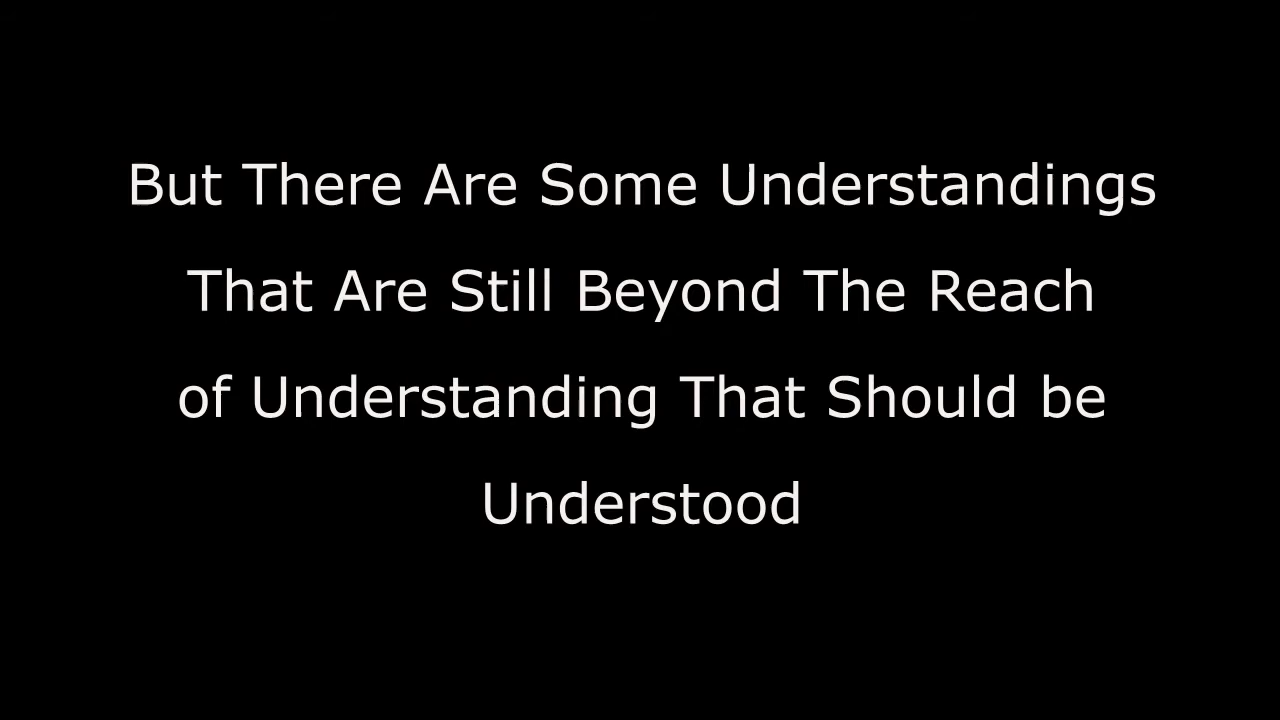 But There Are Some Understandings
That Are Still Beyond The Reach
of Understanding That Should be
Understood